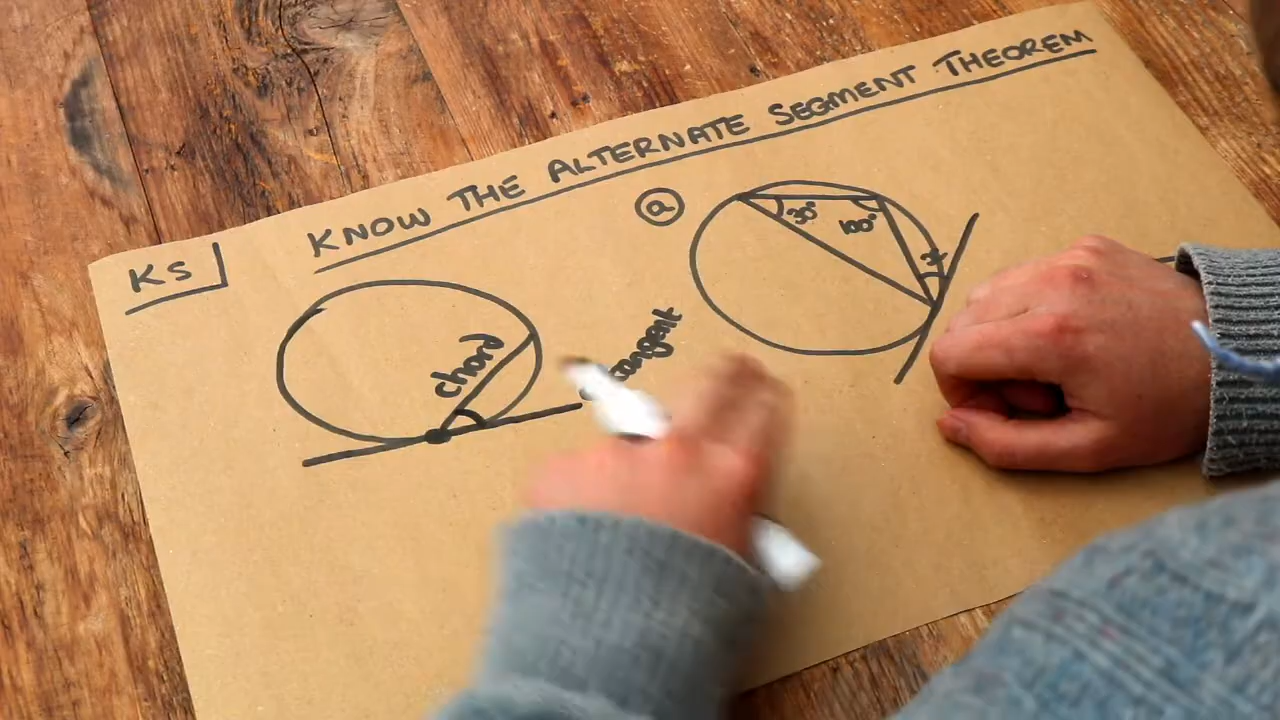 KS
KNOW THE ALTERNATE SEGMENT THEOREM
chord
tangent
a
30°
100°
x